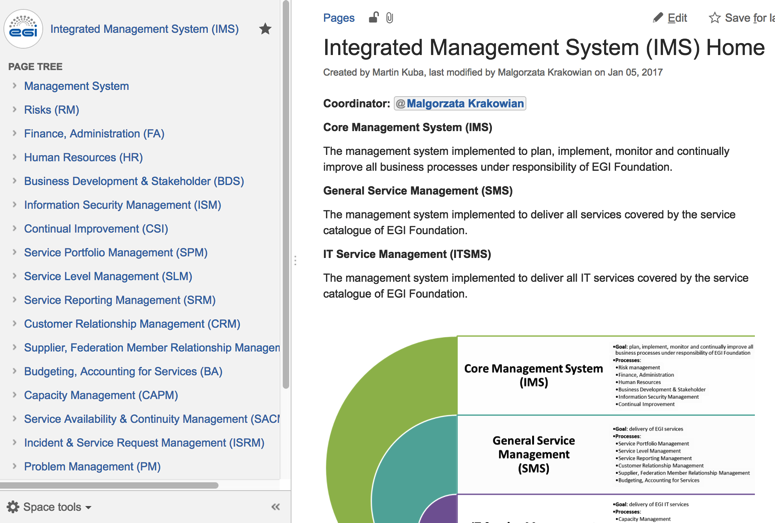 egi
Integrated Management System (IMS)
PAGE TREE
Management System
Risks (RM)
Finance, Administration (FA)
Human Resources (HR)
Business Development & Stakeholder (BDS)
Information Security Management (ISM)
Continual Improvement (CSI)
Service Portfolio Management (SPM)
Service Level Management (SLM)
Service Reporting Management (SRM)
Customer Relationship Management (CRM)
Supplier, Federation Member Relationship Managen
Budgeting, Accounting for Services (BA)
Capacity Management (CAPM)
Service Availability & Continuity Management (SACM
Incident & Service Request Management (ISRM)
Problem Management (PM)
Space tools
Pages
Edit
Save for la
Integrated Management System (IMS) Home
Created by Martin Kuba, last modified by Malgorzata Krakowian on Jan 05, 2017
Coordinator: @Malgorzata Krakowian
Core Management System (IMS)
The management system implemented to plan, implement, monitor and continually
improve all business processes under responsibility of EGI Foundation.
General Service Management (SMS)
The management system implemented to deliver all services covered by the service
catalogue of EGI Foundation.
IT Service Management (ITSMS)
The management system implemented to deliver all IT services covered by the service
catalogue of EGI Foundation.
Core Management System
(IMS)
•Goal: plan, implement, monitor and continually improve all
business processes under responsibility of EGI Foundation
•Processes:
•Risk management
•Finance, Administration
•Human Resources
•Business Development & Stakeholder
•Information Security Management
•Continual Improvement
General Service
Management
(SMS)
•Goal: delivery of EGI services
•Processes:
•Service Portfolio Management
•Service Level Management
•Service Reporting Management
•Customer Relationship Management
•Supplier, Federation Member Relationship Management
•Budgeting, Accounting for Services
•Goal: delivery of EGI IT services
•Processes:
•Capacity Management